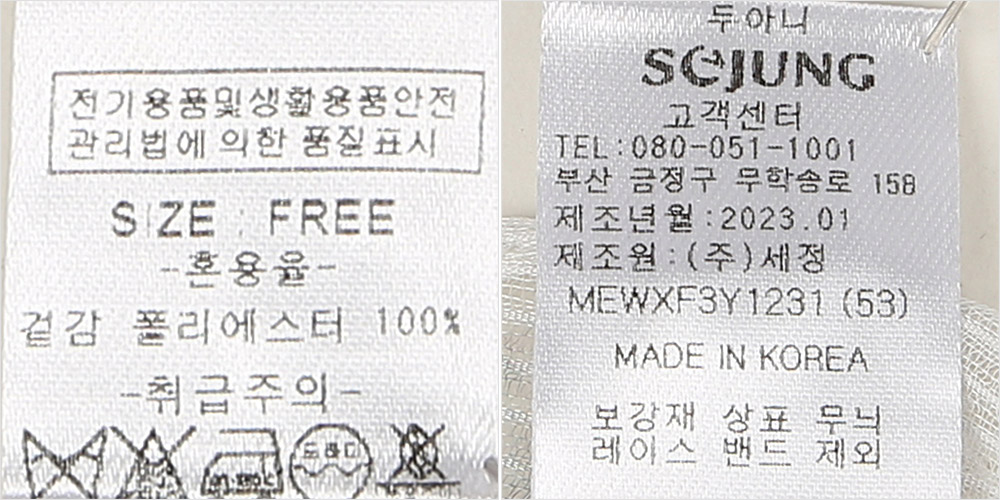 전기용품및생활용품안전
관리법에 의한 품질표시
SIZE : FREE
-혼용율-
겉감 폴리에스터 100%
-취급주의-
드라이
두아니
SEJUNG
고객센터
TEL:080-051-1001
부산 금정구 무학송로 158
제조년월:2023.01
제조원:(주)세정
MEWXF3Y1231 (53)
MADE IN KOREA
보강재 상표 무늬
레이스 밴드 제외